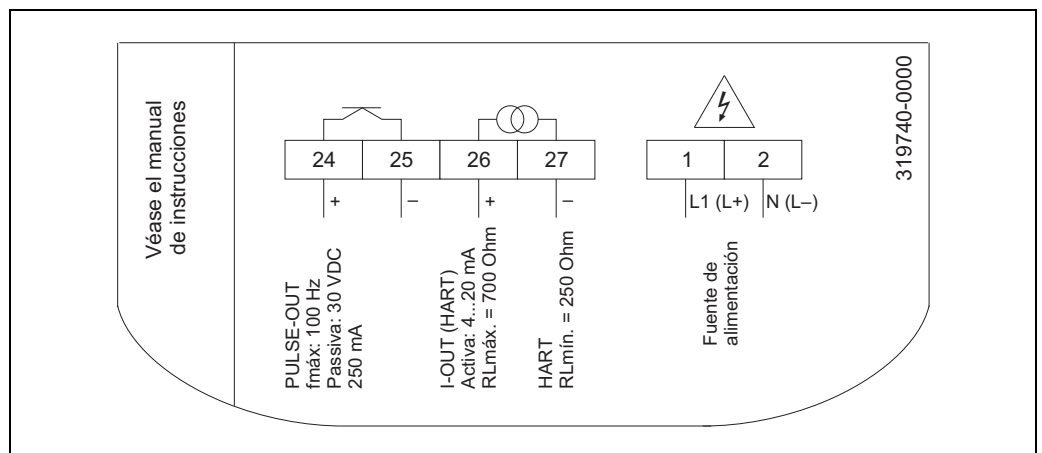 Véase el manual
de instrucciones
24
25
26
27
+
–
+
–
PULSE-OUT
fmáx: 100 Hz
Passiva: 30 VDC
250 mA
I-OUT (HART)
Activa: 4...20 mA
RLmáx. = 700 Ohm
HART
RLmín. = 250 Ohm
1
2
L1 (L+)
N (L–)
Fuente de
alimentación
319740-0000